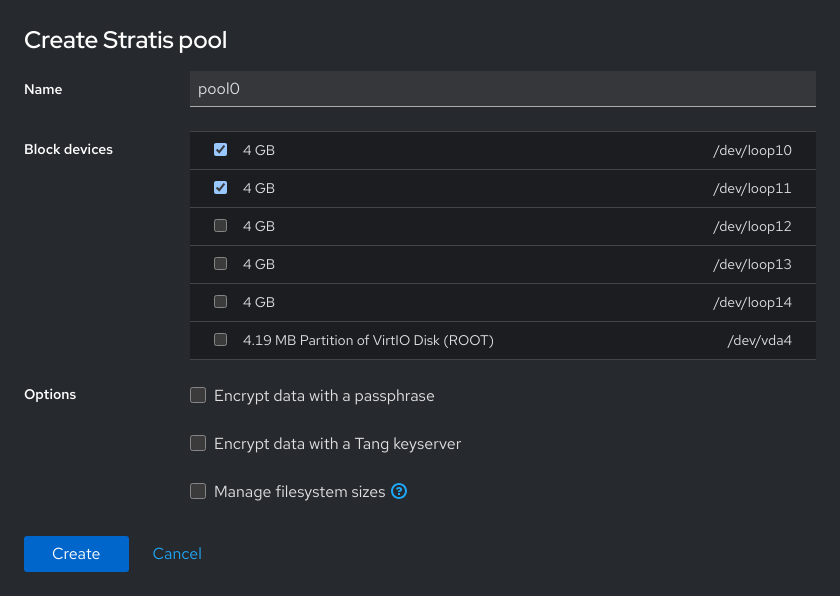 Create Stratis pool
Name pool0
Block devices 4 GB /dev/loop10
4 GB /dev/loop11
4 GB /dev/loop12
4 GB /dev/loop13
4 GB /dev/loop14
4.19 MB Partition of VirtIO Disk (ROOT) /dev/vda4
Options Encrypt data with a passphrase
Encrypt data with a Tang keyserver
Manage filesystem sizes ?
Create Cancel